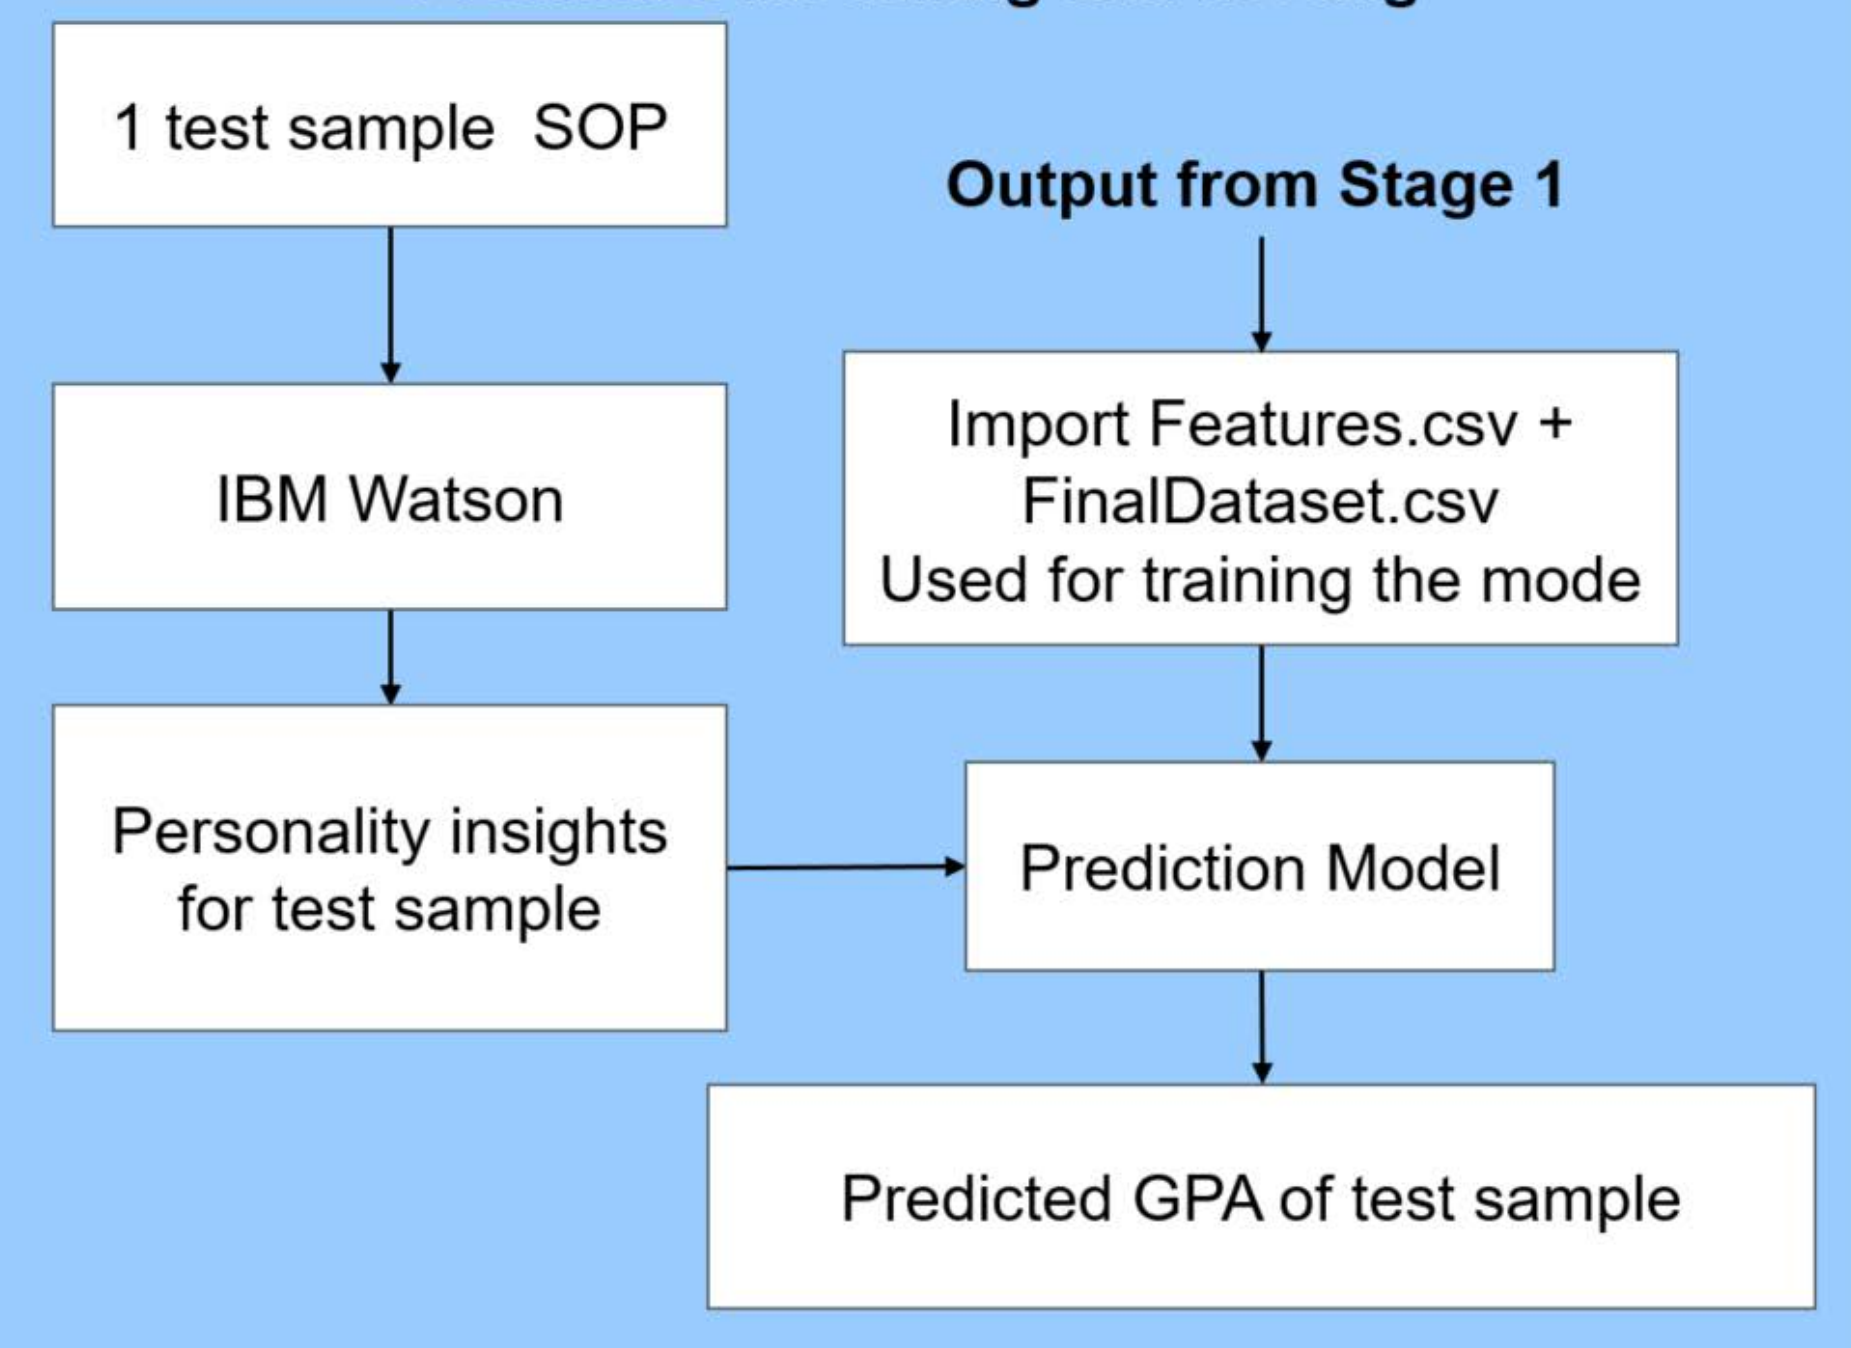 1 test sample SOP
Output from Stage 1
IBM Watson
Import Features.csv +
FinalDataset.csv
Used for training the mode
Personality insights
for test sample
Prediction Model
Predicted GPA of test sample